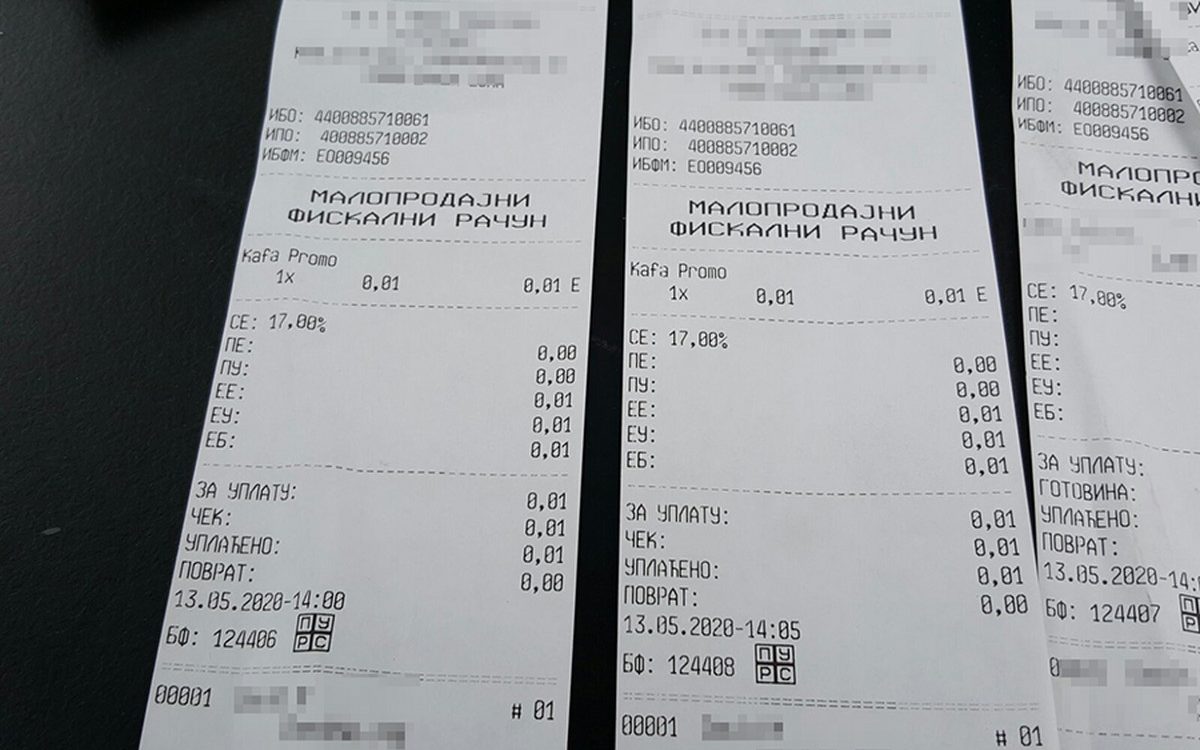 ИБО: 4400885710061
ИПО: 400885710002
ИБФМ: E0009456
МАЛОПРОДАЈНИ
ФИСКАЛНИ РАЧУН
Kafa Promo
1x 0,01 0,01 E
СЕ: 17,00%
ПЕ: 0,00
ПУ: 0,00
ЕЕ: 0,01
ЕУ: 0,01
ЕБ: 0,01
ЗА УПЛАТУ: 0,01
ЧЕК: 0,01
УПЛАЋЕНО: 0,01
ПОВРАТ: 0,00
13.05.2020-14:00
БФ: 124406 ПУ
РС
00001
# 01
ИБО: 4400885710061
ИПО: 400885710002
ИБФМ: E0009456
МАЛОПРОДАЈНИ
ФИСКАЛНИ РАЧУН
Kafa Promo
1x 0,01 0,01 E
СЕ: 17,00%
ПЕ: 0,00
ПУ: 0,00
ЕЕ: 0,01
ЕУ: 0,01
ЕБ: 0,01
ЗА УПЛАТУ: 0,01
ЧЕК: 0,01
УПЛАЋЕНО: 0,01
ПОВРАТ: 0,00
13.05.2020-14:05
БФ: 124408 ПУ
РС
00001 # 01
ИБО: 4400885710061
ИПО: 400885710002
ИБФМ: E0009456
МАЛОПРО
ФИСКАЛНИ
СЕ: 17,00%
ПЕ:
ПУ:
ЕЕ:
ЕУ:
ЕБ:
ЗА УПЛАТУ:
ГОТОВИНА:
УПЛАЋЕНО:
ПОВРАТ:
13.05.2020-14:
БФ: 124407